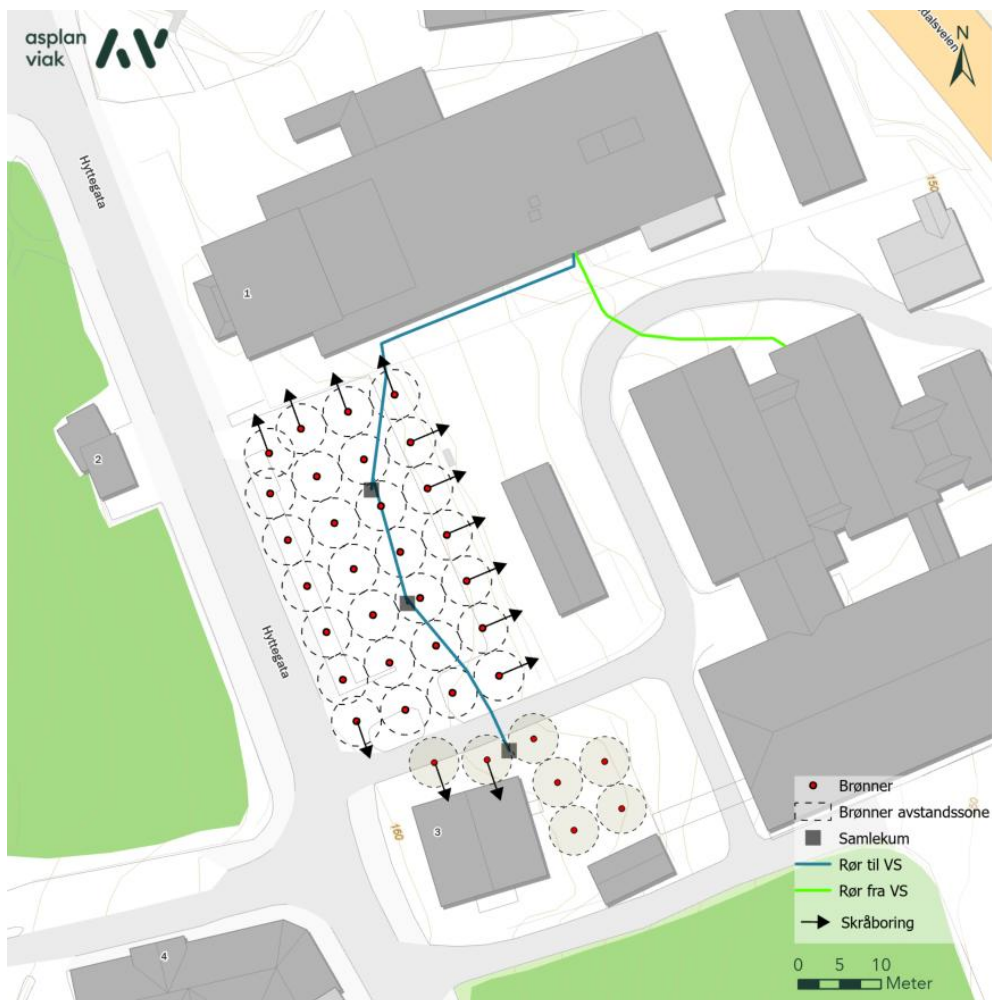 asplan
viak
dalsveien
N
Hyttegata
150
1
2
Hyttegata
160
3
4
Brønner
Brønner avstandssone
Samlekum
Rør til VS
Rør fra VS
Skråboring
0 5 10
Meter